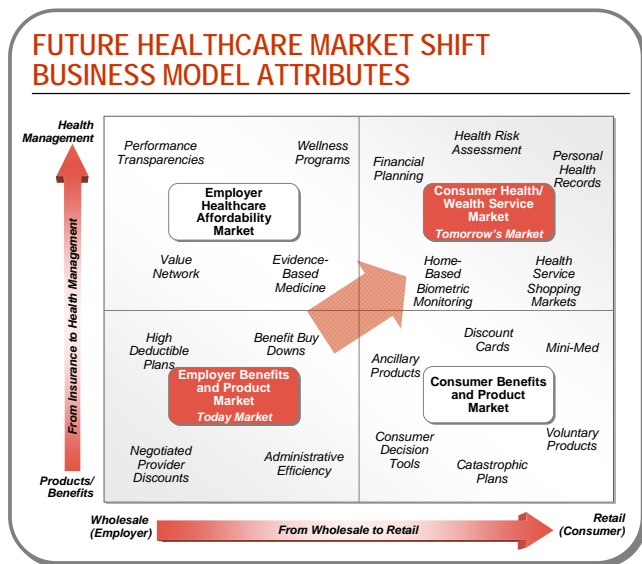 FUTURE HEALTHCARE MARKET SHIFT
BUSINESS MODEL ATTRIBUTES
Health
Management
From Insurance to Health Management
Products/
Benefits
Performance
Transparencies
Wellness
Programs
Employer
Healthcare
Affordability
Market
Value
Network
Evidence-
Based
Medicine
Health Risk
Assessment
Financial
Planning
Personal
Health
Records
Consumer Health/
Wealth Service
Market
Tomorrow's Market
Home-
Based
Biometric
Monitoring
Health
Service
Shopping
Markets
High
Deductible
Plans
Benefit Buy
Downs
Employer Benefits
and Product
Market
Today Market
Negotiated
Provider
Discounts
Administrative
Efficiency
Discount
Cards
Mini-Med
Ancillary
Products
Consumer Benefits
and Product
Market
Consumer
Decision
Tools
Catastrophic
Plans
Voluntary
Products
Wholesale
(Employer)
From Wholesale to Retail
Retail
(Consumer)